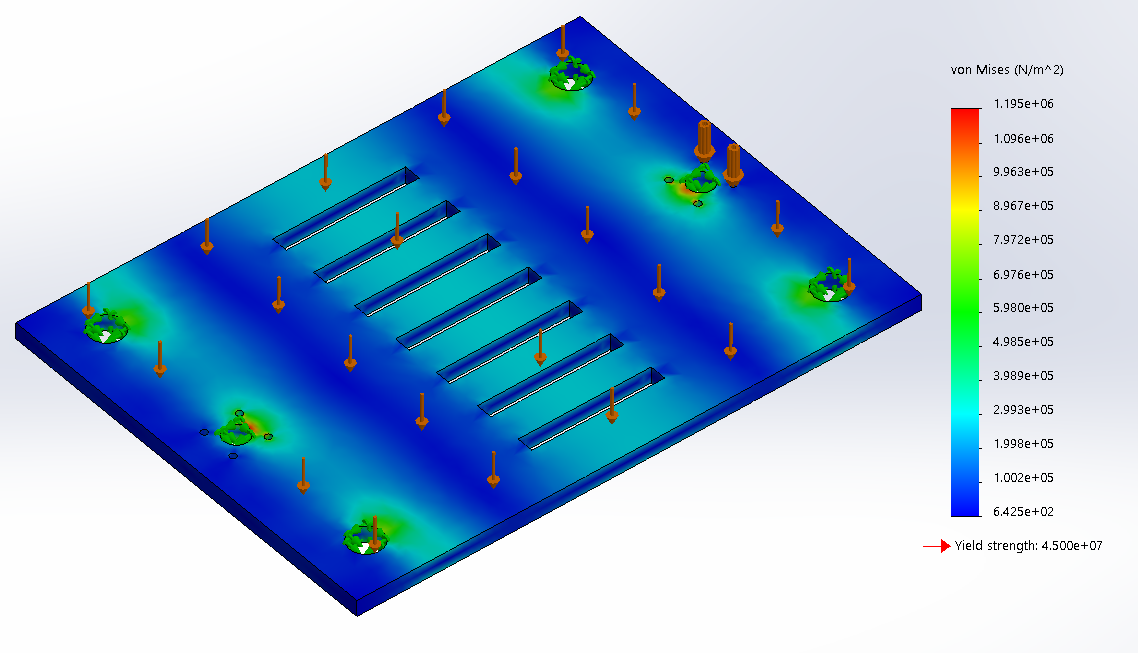 von Mises (N/m^2)
1.195e+06
1.096e+06
9.963e+05
8.967e+05
7.972e+05
6.976e+05
5.980e+05
4.985e+05
3.989e+05
2.993e+05
1.998e+05
1.002e+05
6.425e+02
Yield strength: 4.500e+07